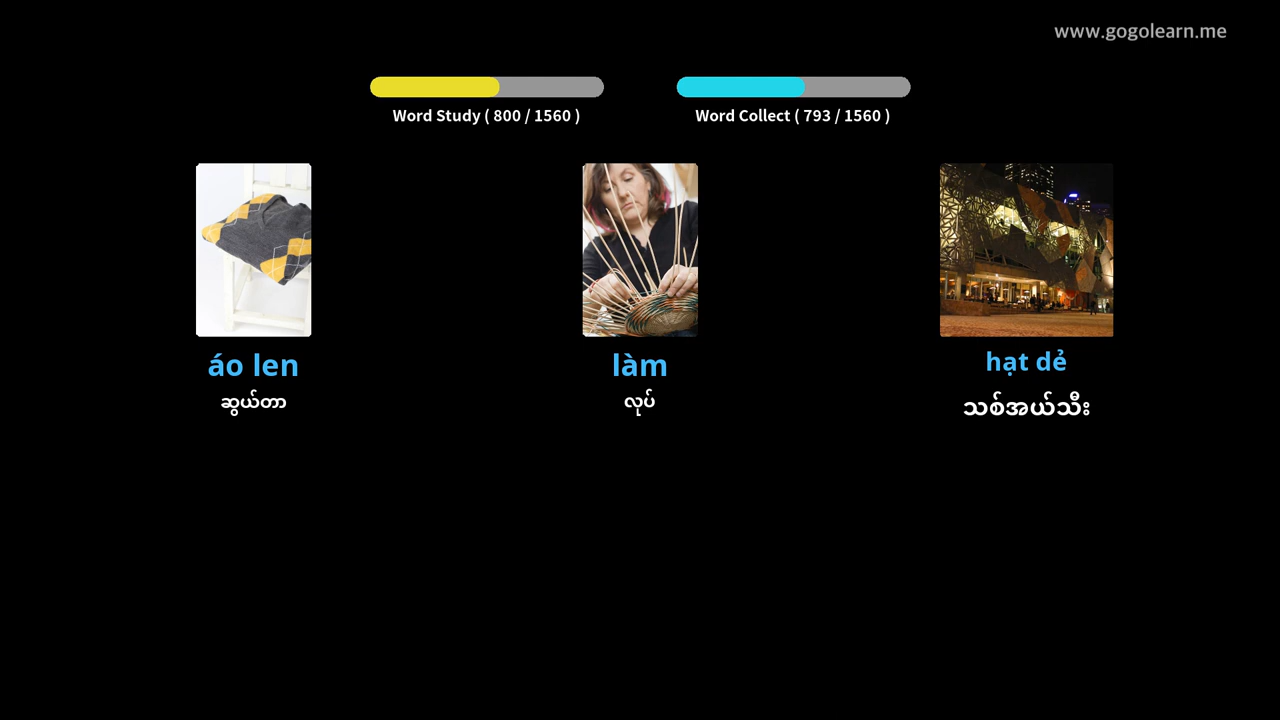 www.gogolearn.me
Word Study ( 800 / 1560 )
Word Collect ( 793 / 1560 )
áo len
làm
hạt dẻ
ဆွယ်တာ
လုပ်
သစ်အယ်သီး